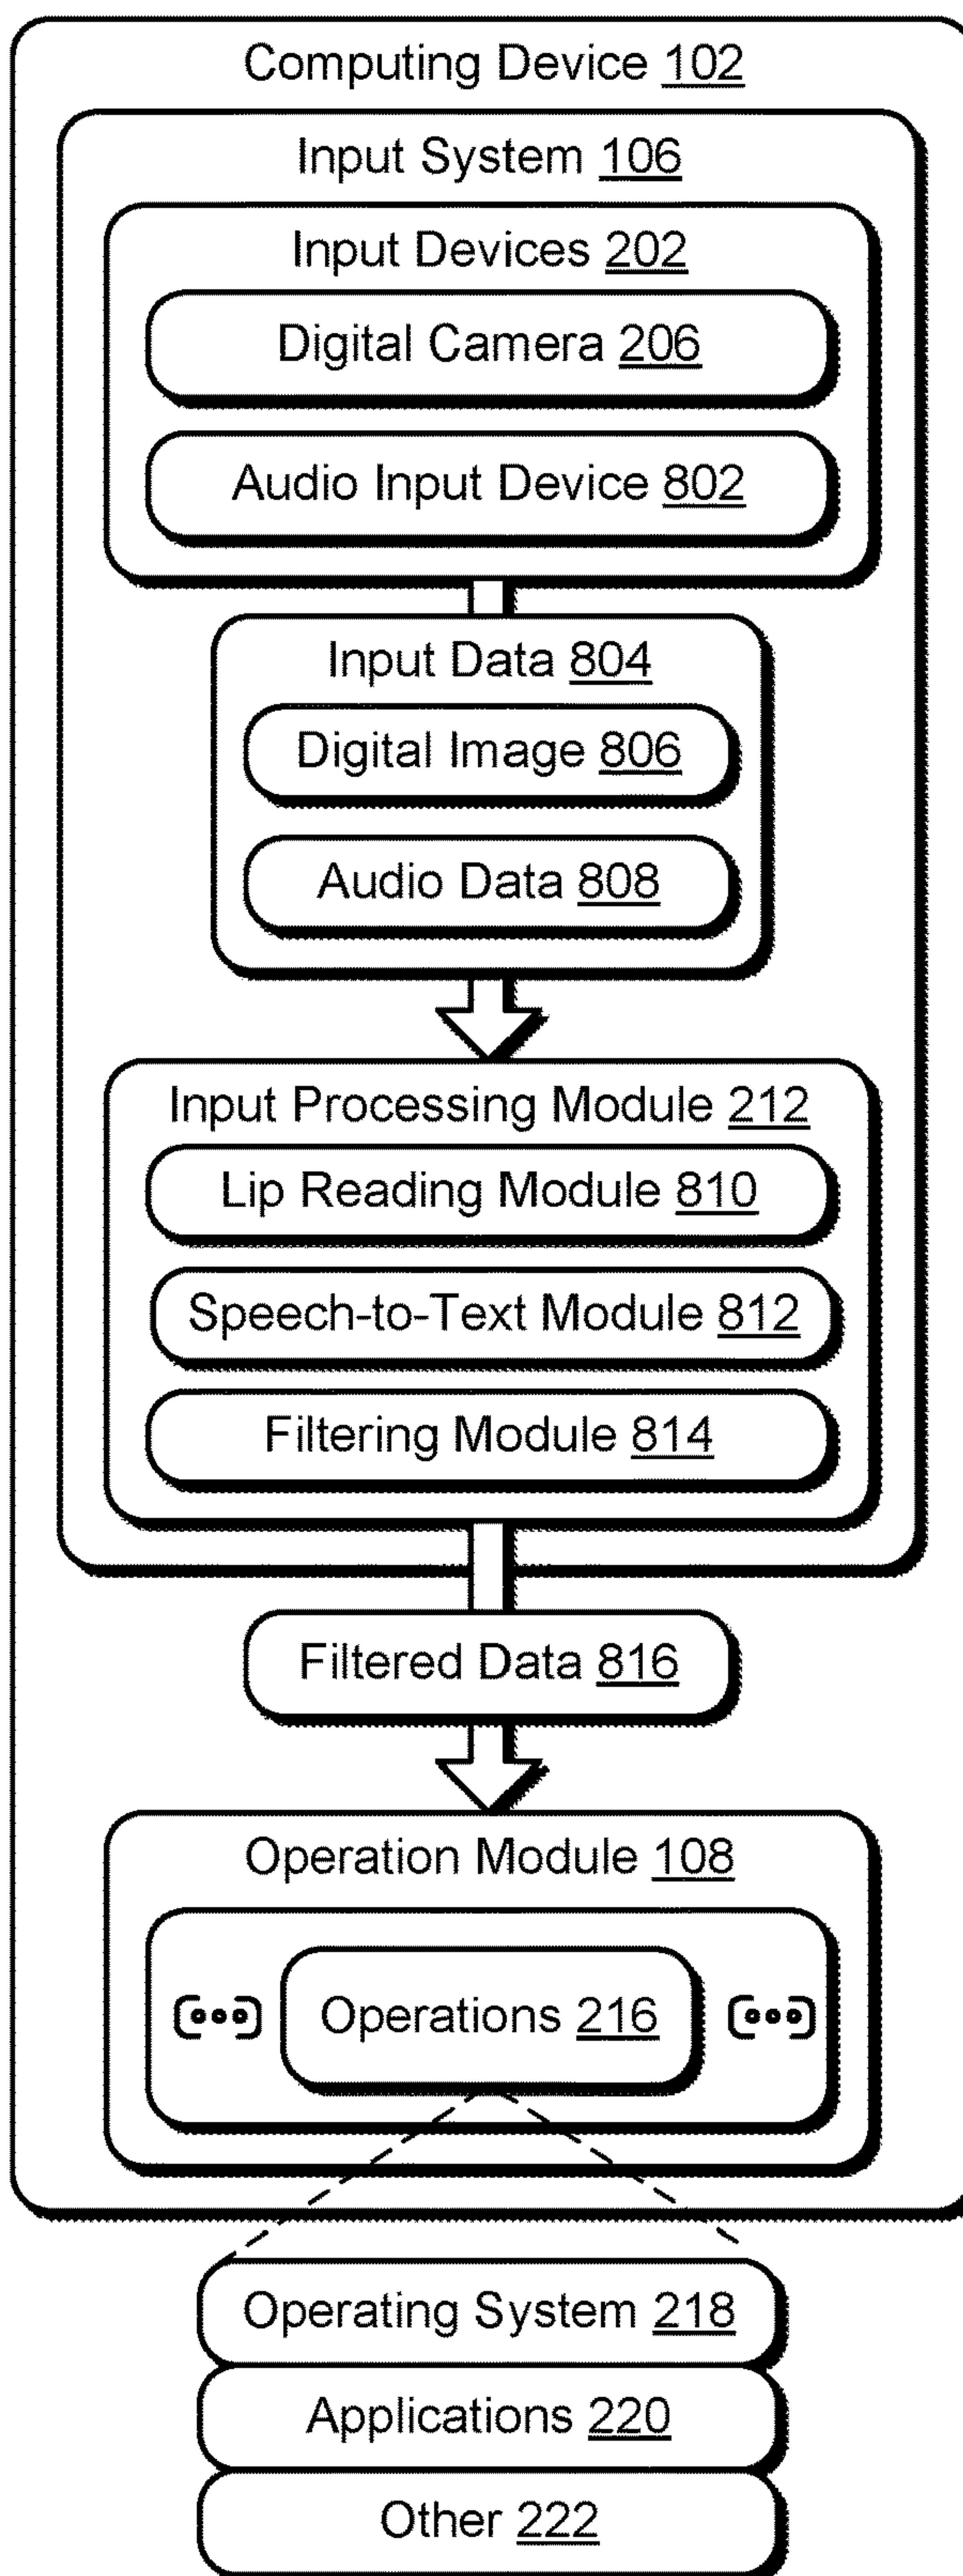 Computing Device 102
Input System 106
Input Devices 202
Digital Camera 206
Audio Input Device 802
Input Data 804
Digital Image 806
Audio Data 808
Input Processing Module 212
Lip Reading Module 810
Speech-to-Text Module 812
Filtering Module 814
Filtered Data 816
Operation Module 108
Operations 216
Operating System 218
Applications 220
Other 222